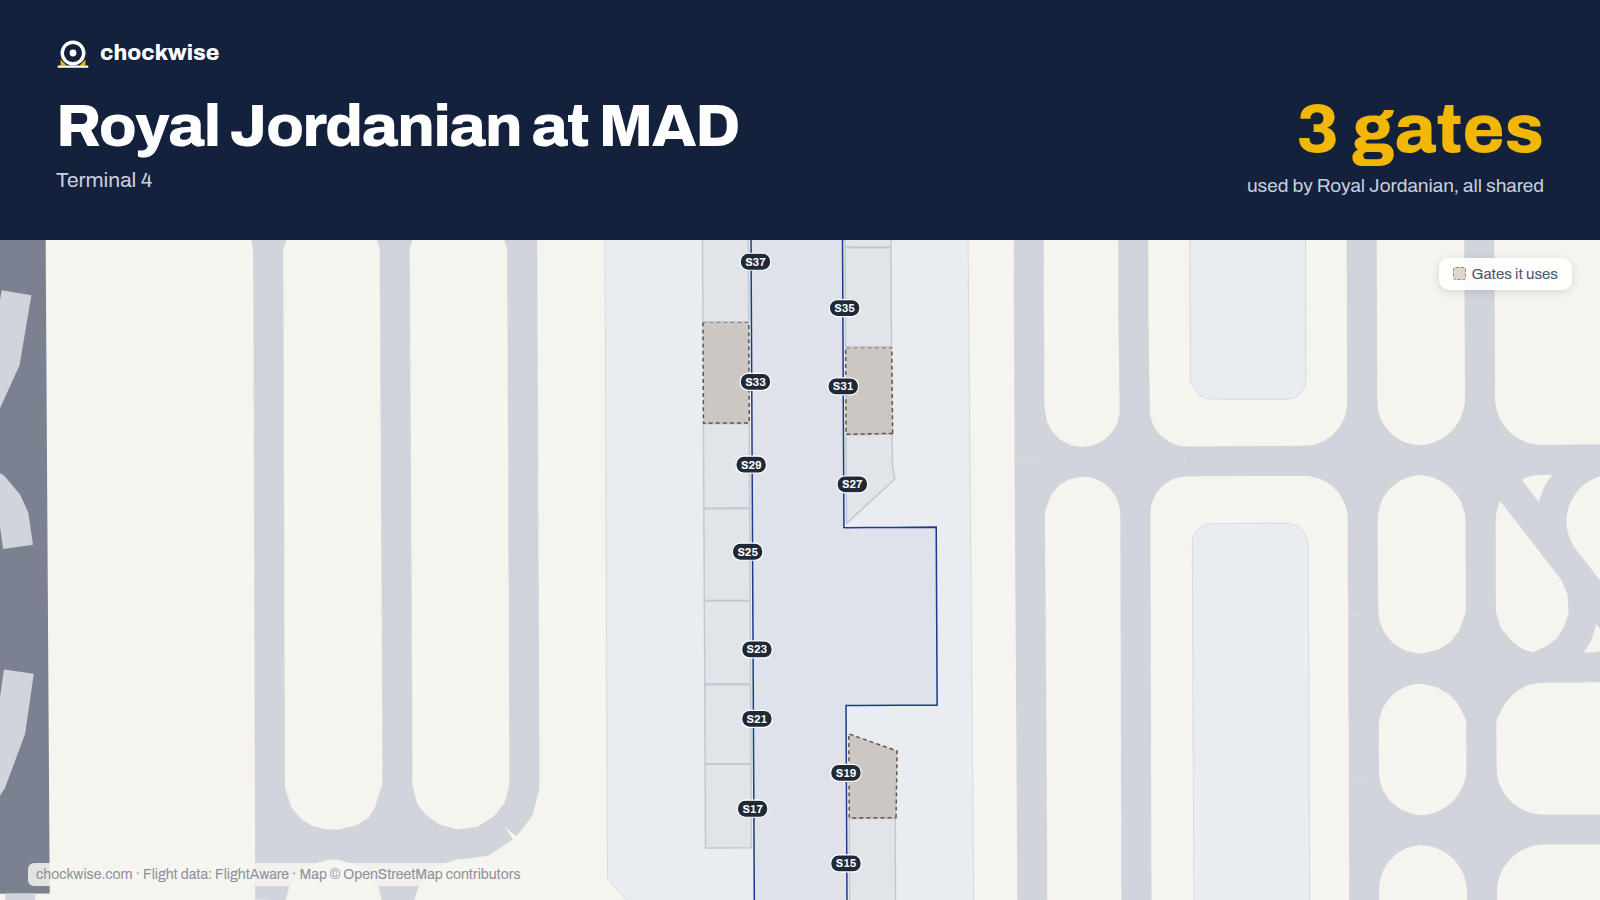 chockwise
Royal Jordanian at MAD
Terminal 4
3 gates
used by Royal Jordanian, all shared
Gates it uses
S37
S35
S33
S31
S29
S27
S25
S23
S21
S19
S17
S15
chockwise.com · Flight data: FlightAware · Map © OpenStreetMap contributors